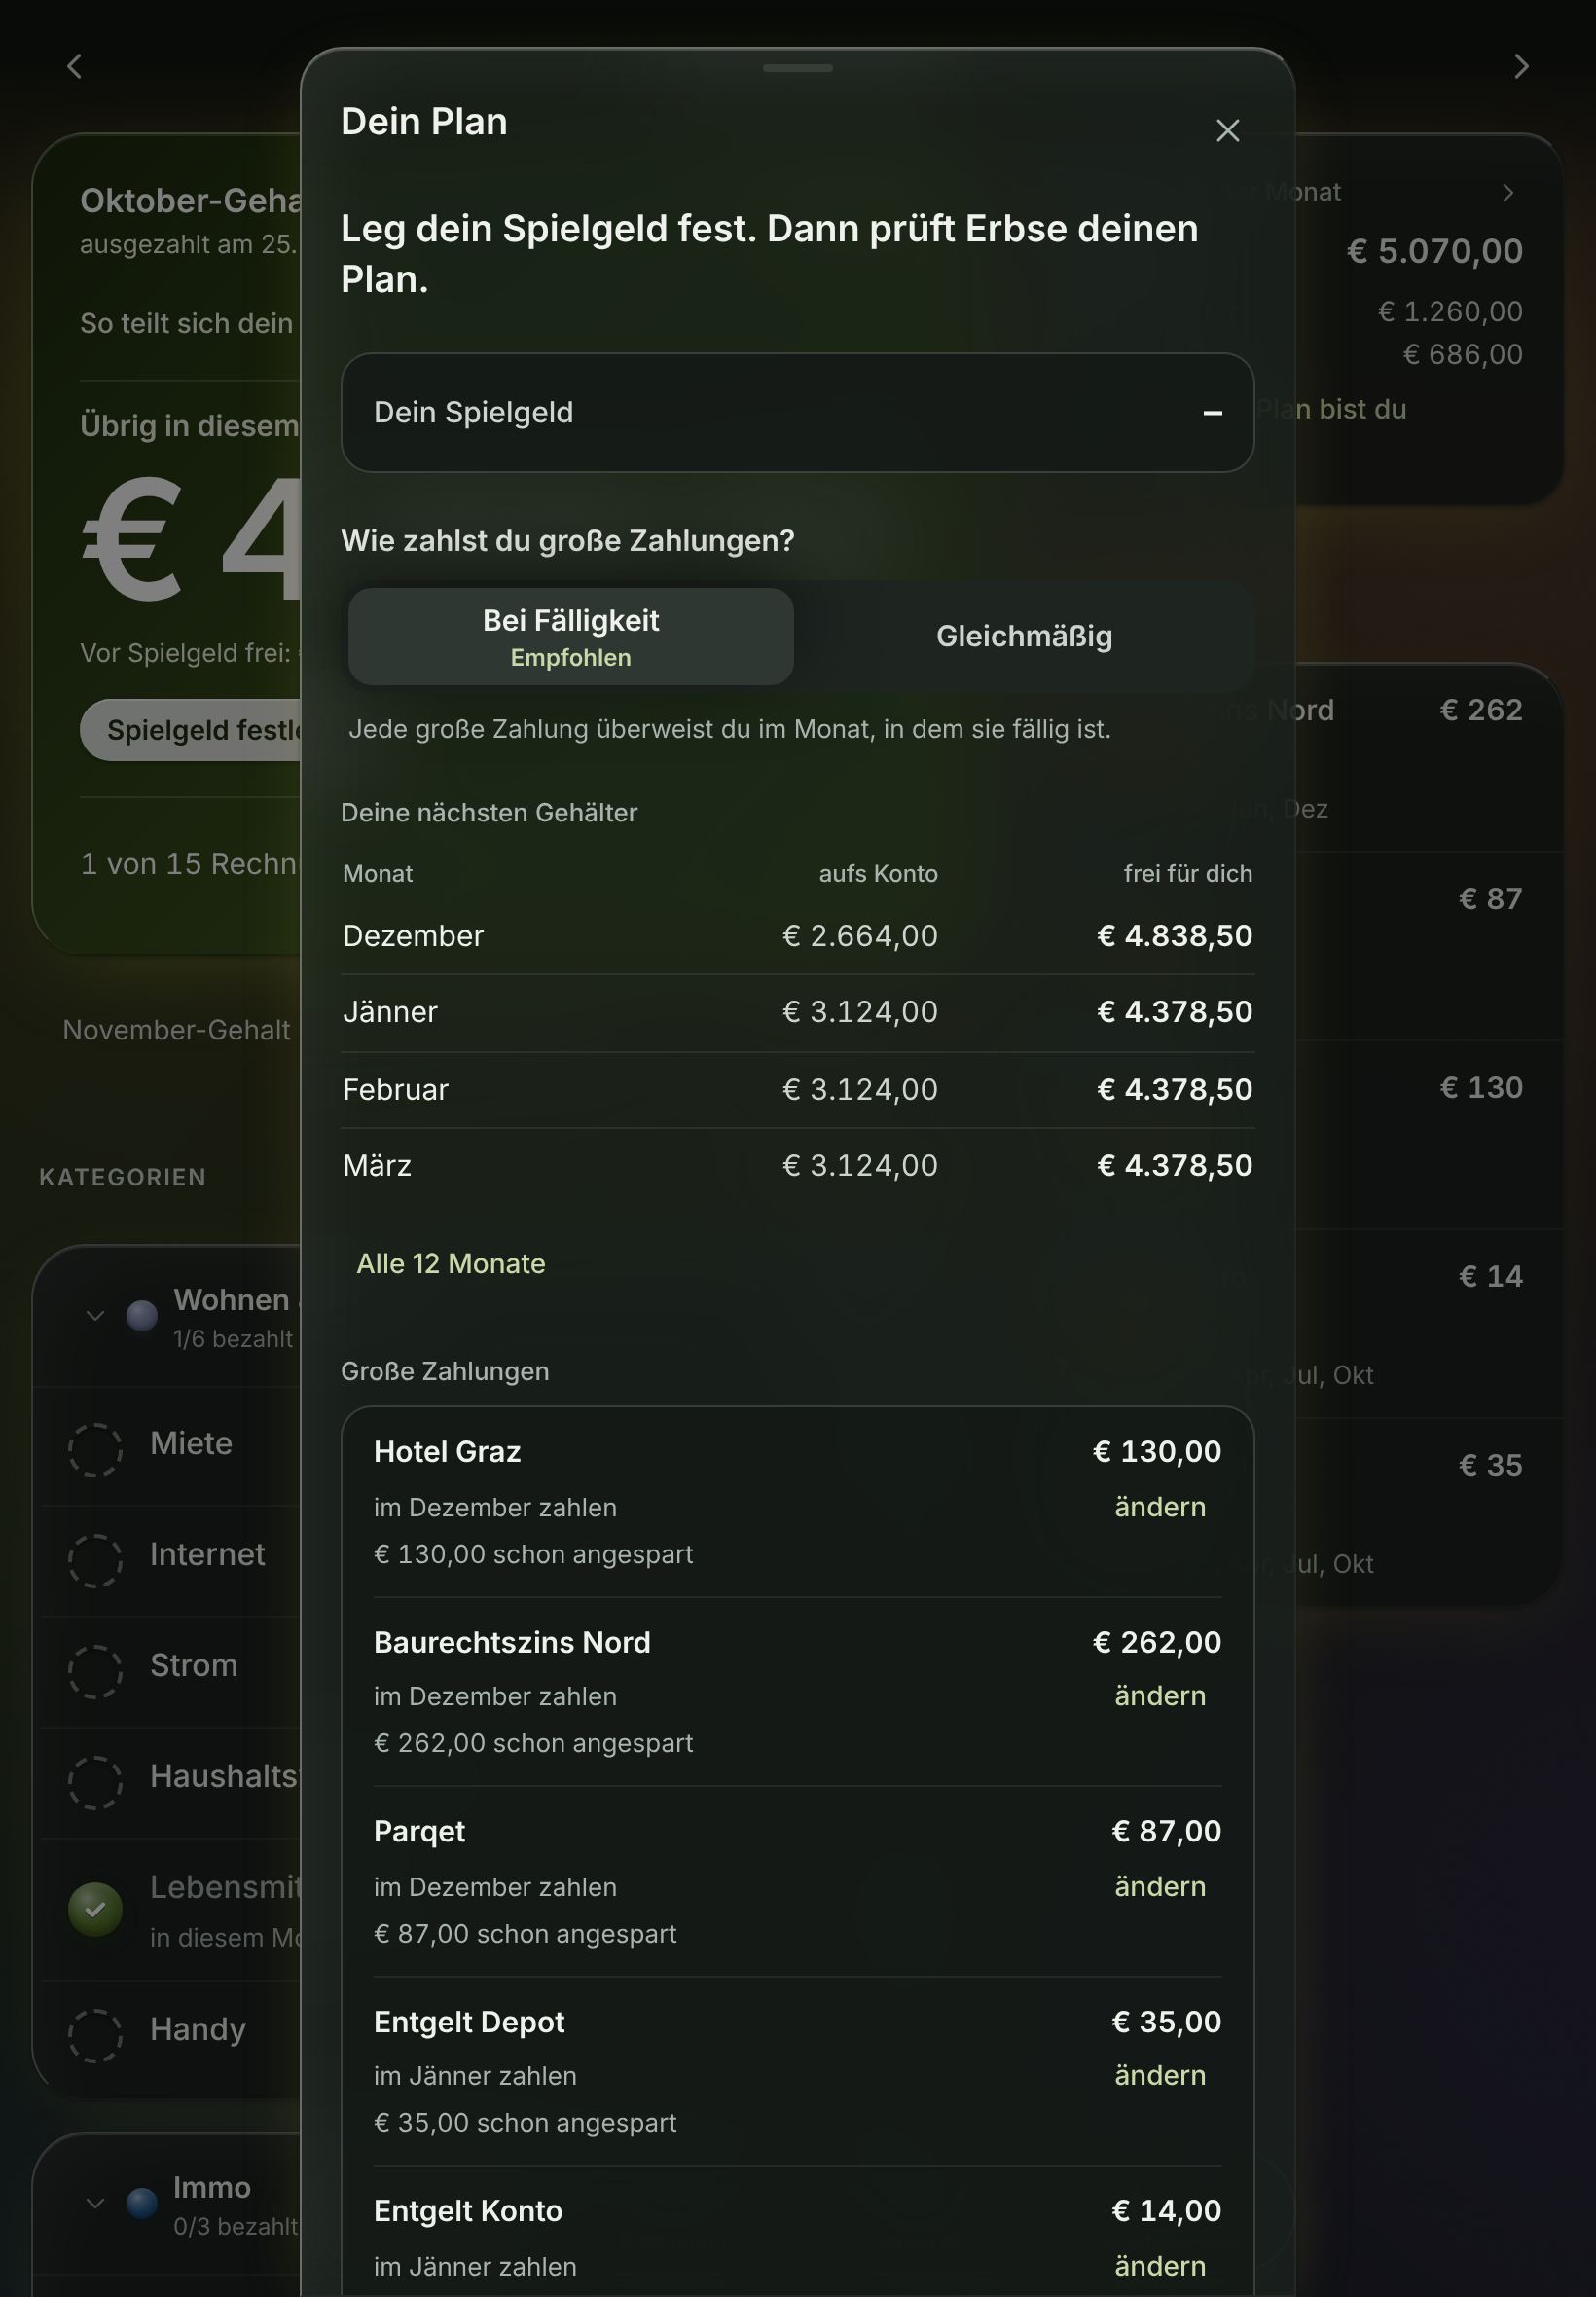 Dein Plan
Leg dein Spielgeld fest. Dann prüft Erbse deinen
Plan.
Dein Spielgeld –
Wie zahlst du große Zahlungen?
Bei Fälligkeit
Empfohlen
Gleichmäßig
Jede große Zahlung überweist du im Monat, in dem sie fällig ist.
Deine nächsten Gehälter
Monat aufs Konto frei für dich
Dezember € 2.664,00 € 4.838,50
Jänner € 3.124,00 € 4.378,50
Februar € 3.124,00 € 4.378,50
März € 3.124,00 € 4.378,50
Alle 12 Monate
Große Zahlungen
Hotel Graz € 130,00
im Dezember zahlen ändern
€ 130,00 schon angespart
Baurechtszins Nord € 262,00
im Dezember zahlen ändern
€ 262,00 schon angespart
Parqet € 87,00
im Dezember zahlen ändern
€ 87,00 schon angespart
Entgelt Depot € 35,00
im Jänner zahlen ändern
€ 35,00 schon angespart
Entgelt Konto € 14,00
im Jänner zahlen ändern
ausgezahlt am 25.
So teilt sich dein
Übrig in diesem
€ 4
Vor Spielgeld frei:
Spielgeld
1 von 15
November-Gehalt
KATEGORIEN
Wohnen
1/6 bezahlt
Miete
Internet
Strom
in diesem
Handy
Immo
0/3 bezahlt
Monat
€ 5.070,00
€ 1.260,00
€ 686,00
Plan bist du
Nord € 262
Dez
€ 87
€ 130
€ 14
Jul, Okt
€ 35
Jul, Okt